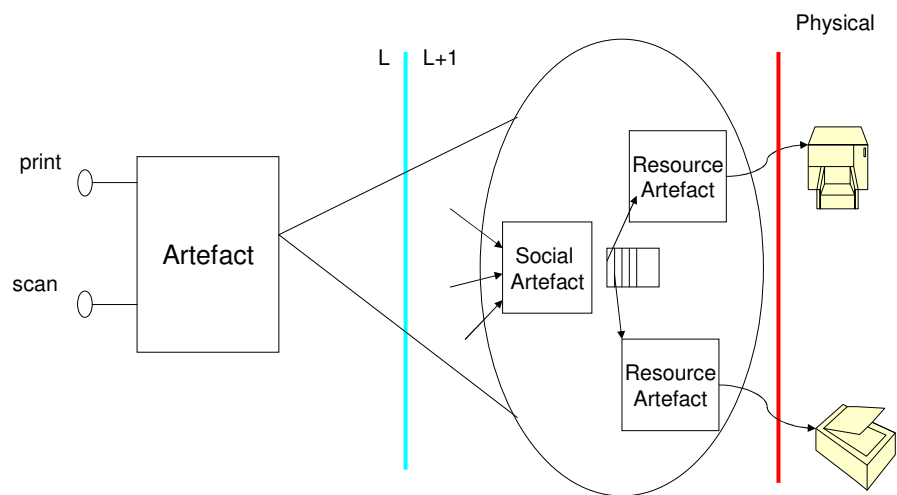 Physical
L
L+1
print
scan
Artefact
Social
Artefact
Resource
Artefact
Resource
Artefact